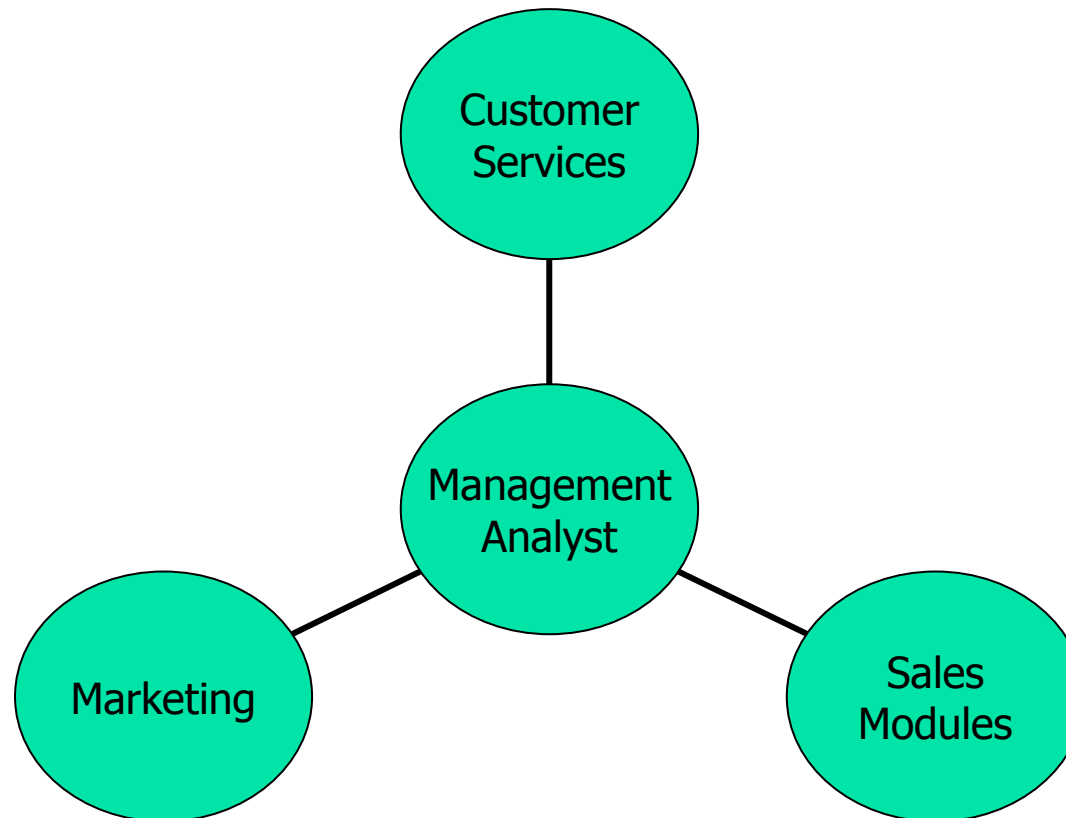 Customer
Services
Management
Analyst
Marketing
Sales
Modules